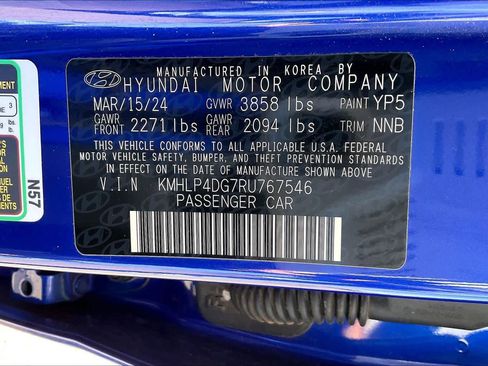 MANUFACTURED IN KOREA BY
HYUNDAI MOTOR COMPANY
MAR/15/24 GVWR 3858 lbs PAINT YP5
GAWR FRONT 2271 lbs GAWR REAR 2094 lbs TRIM NNB
THIS VEHICLE CONFORMS TO ALL APPLICABLE U.S.A. FEDERAL
MOTOR VEHICLE SAFETY, BUMPER, AND THEFT PREVENTION STANDARDS
IN EFFECT ON THE DATE OF MANUFACTURE SHOWN ABOVE.
V.I.N KMHLP4DG7RU767546
PASSENGER CAR
N57